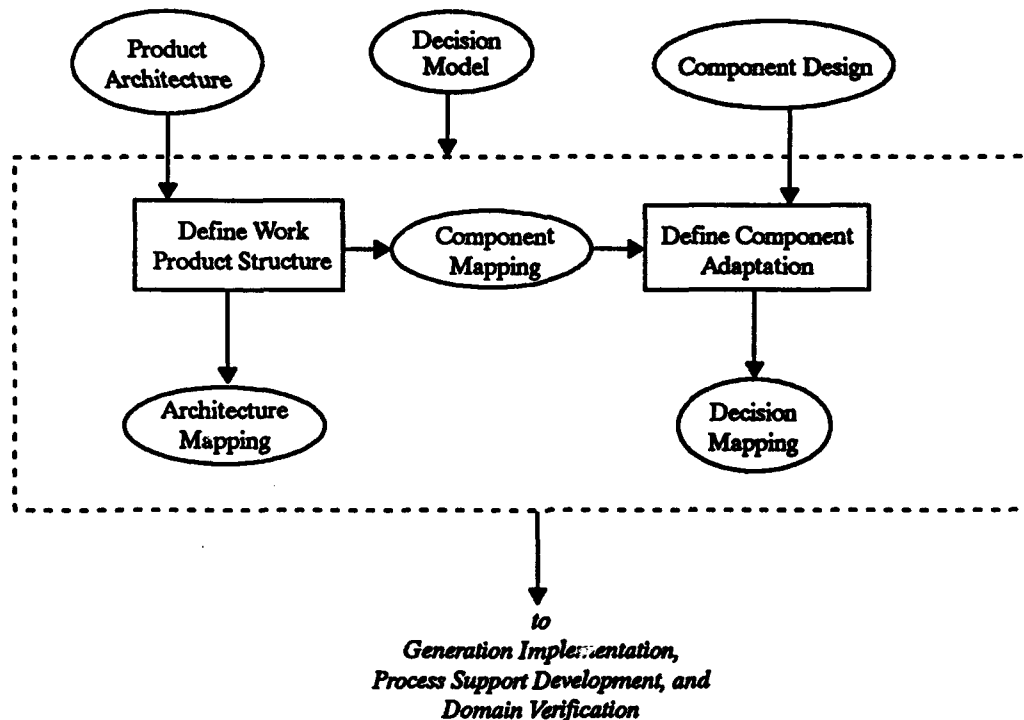 Product
Architecture
Decision
Model
Component Design
Define Work
Product Structure
Component
Mapping
Define Component
Adaptation
Architecture
Mapping
Decision
Mapping
to
Generation Implementation,
Process Support Development, and
Domain Verification